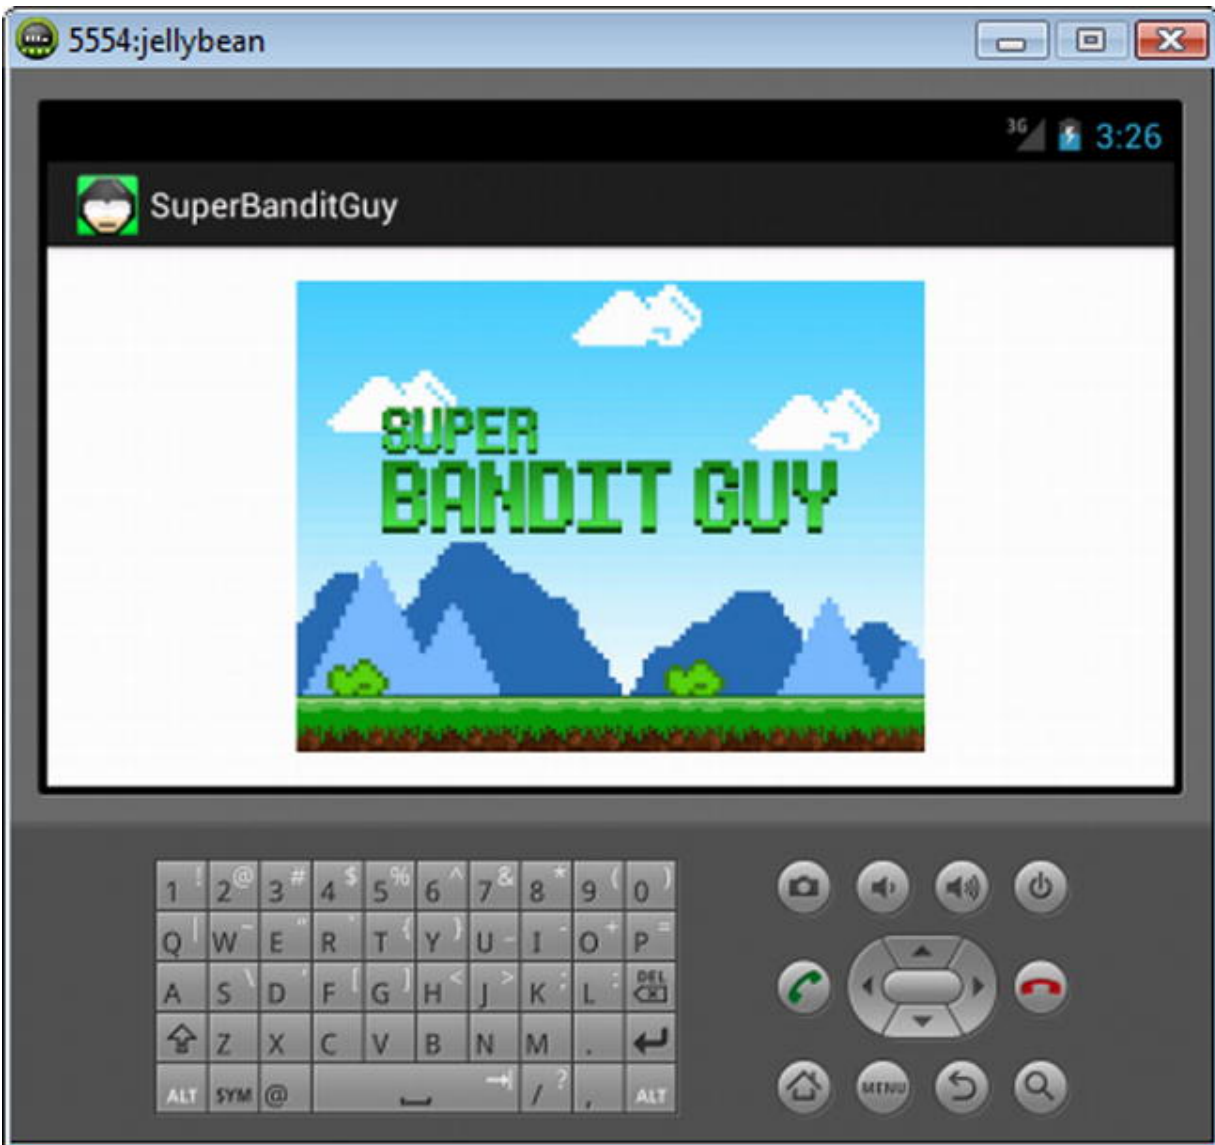 5554:jellybean
3G 3:26
SuperBanditGuy
SUPER
BANDIT GUY
1 ! 2 @ 3 # 4 $ 5 % 6 ^ 7 & 8 * 9 ( 0 )
Q | W ~ E " R ` T { Y } U _ I - O + P =
A S \ D ' F [ G ] H < J > K ; L : DEL
Z X C V B N M .
ALT SYM @ / ? , ALT
MENU